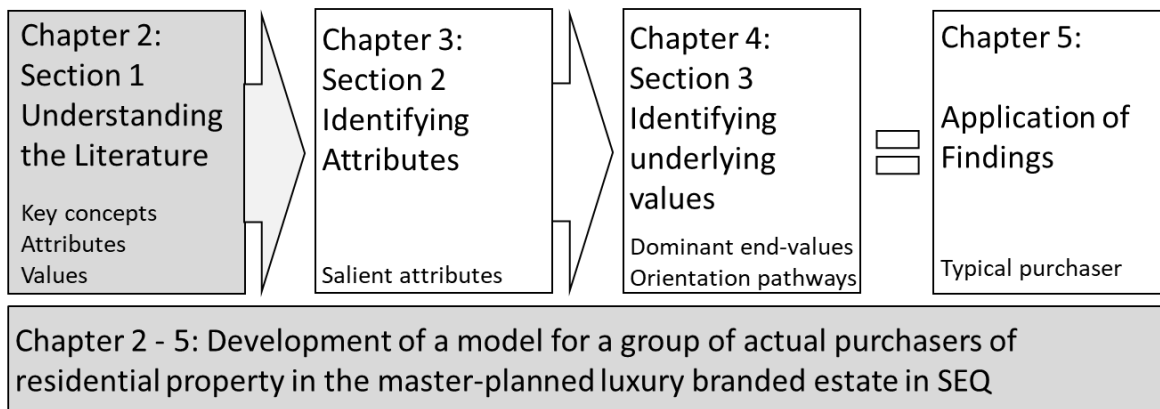 Chapter 2:
Section 1
Understanding
the Literature
Key concepts
Attributes
Values
Chapter 3:
Section 2
Identifying
Attributes
Salient attributes
Chapter 4:
Section 3
Identifying
underlying
values
Dominant end-values
Orientation pathways
Chapter 5:
Application of
Findings
Typical purchaser
Chapter 2 - 5: Development of a model for a group of actual purchasers of
residential property in the master-planned luxury branded estate in SEQ